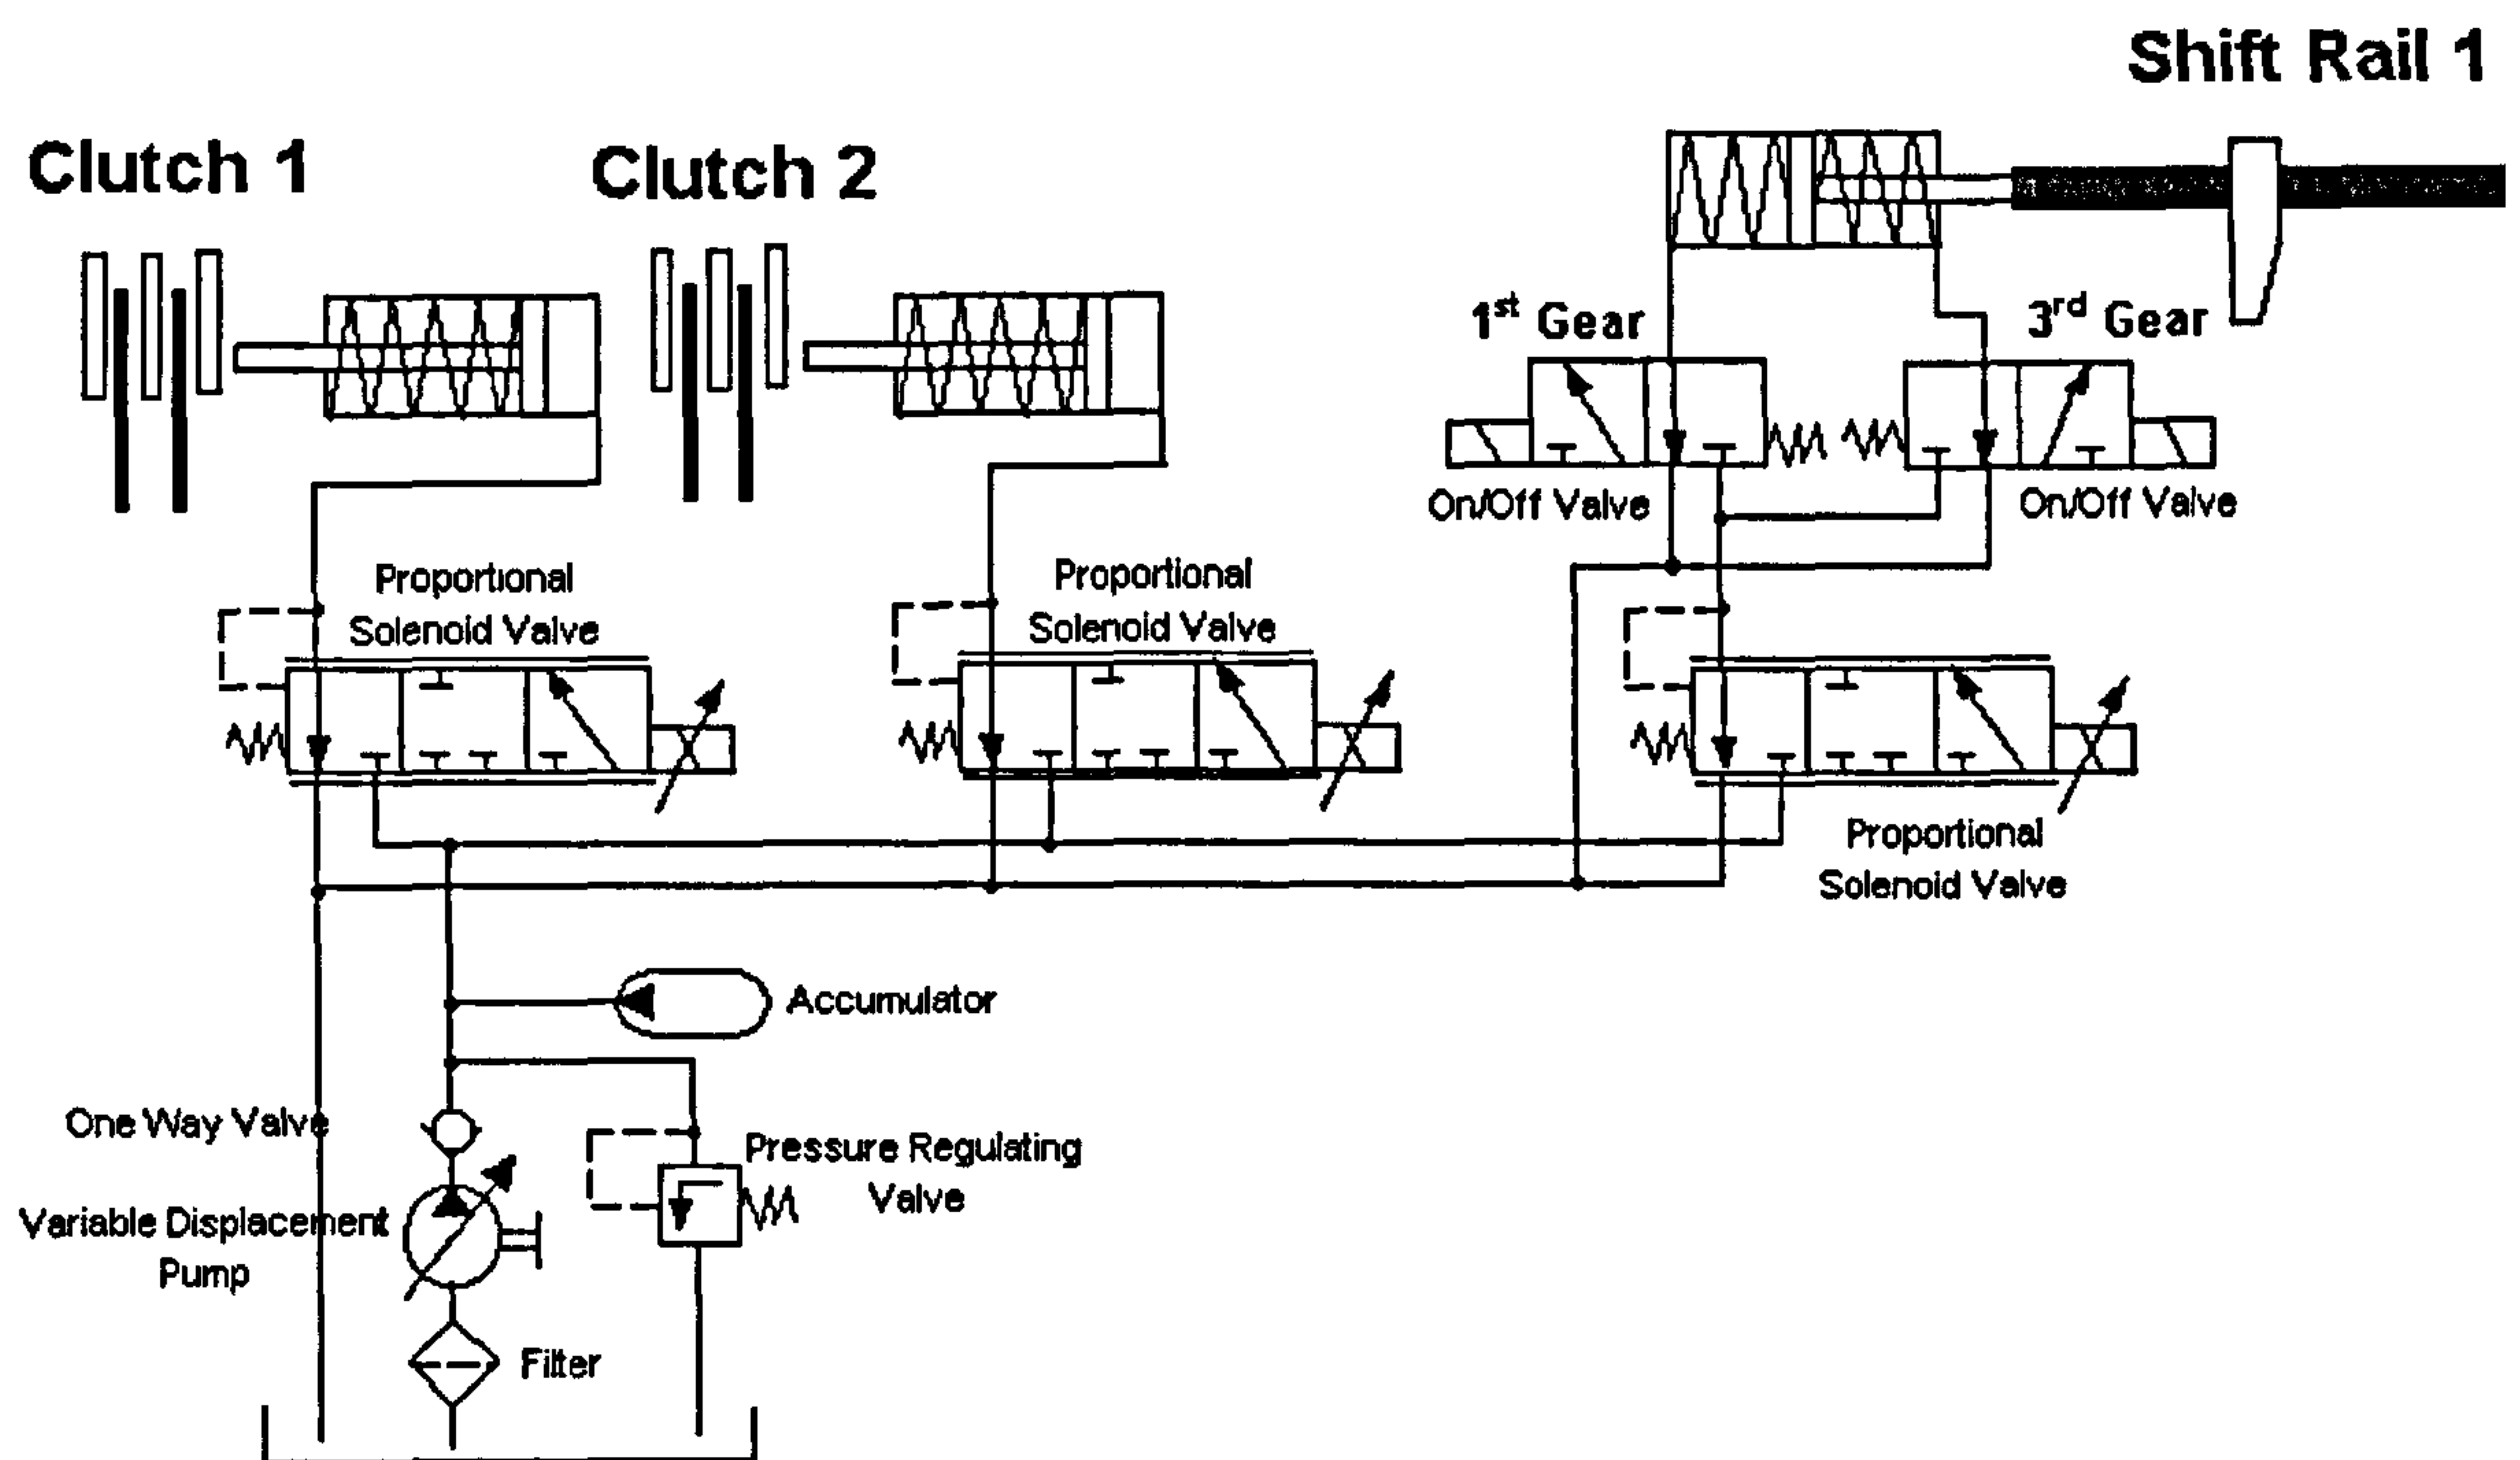 Shift Rail 1
Clutch 1
Clutch 2
1st Gear
3rd Gear
On/Off Valve
On/Off Valve
Proportional
Solenoid Valve
Proportional
Solenoid Valve
Proportional
Solenoid Valve
Accumulator
One Way Valve
Pressure Regulating
Valve
Variable Displacement
Pump
Filter